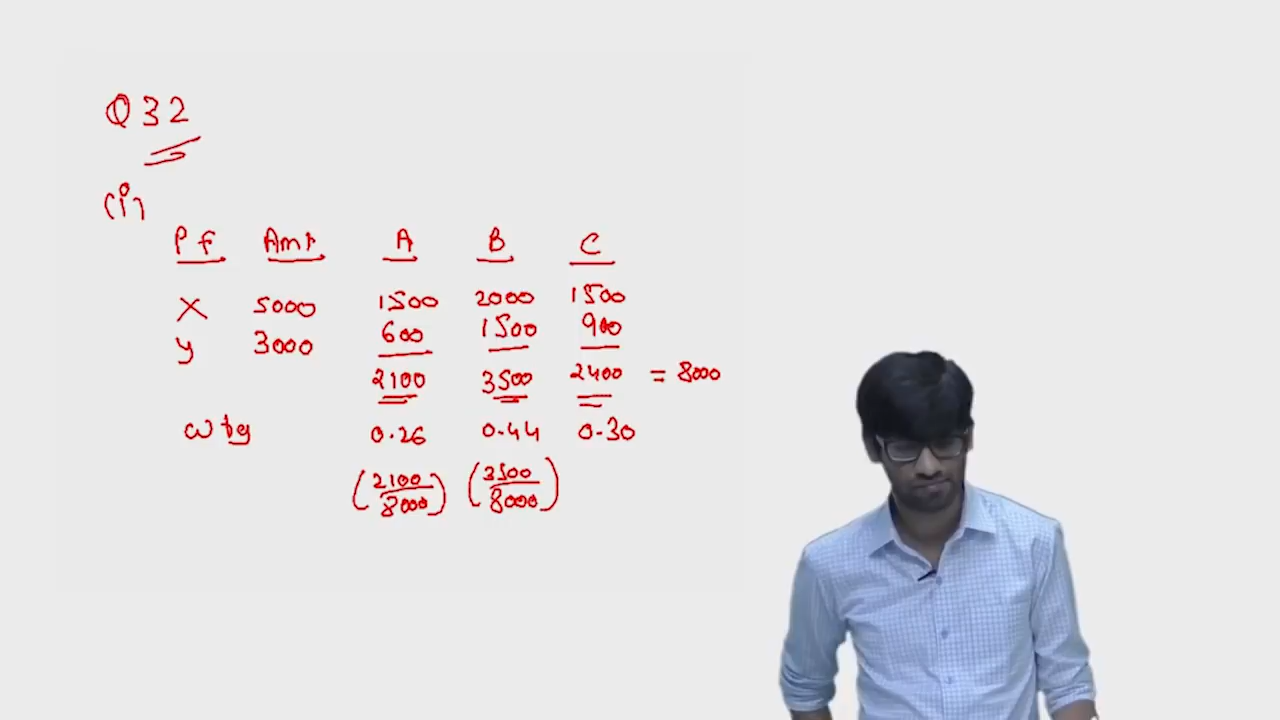 Q32
(i)
Pf Amt A B C
X 5000 1500 2000 1500
y 3000 600 1500 900
2100 3500 2400 = 8000
wtg 0.26 0.44 0.30
(2100/8000) (3500/8000)